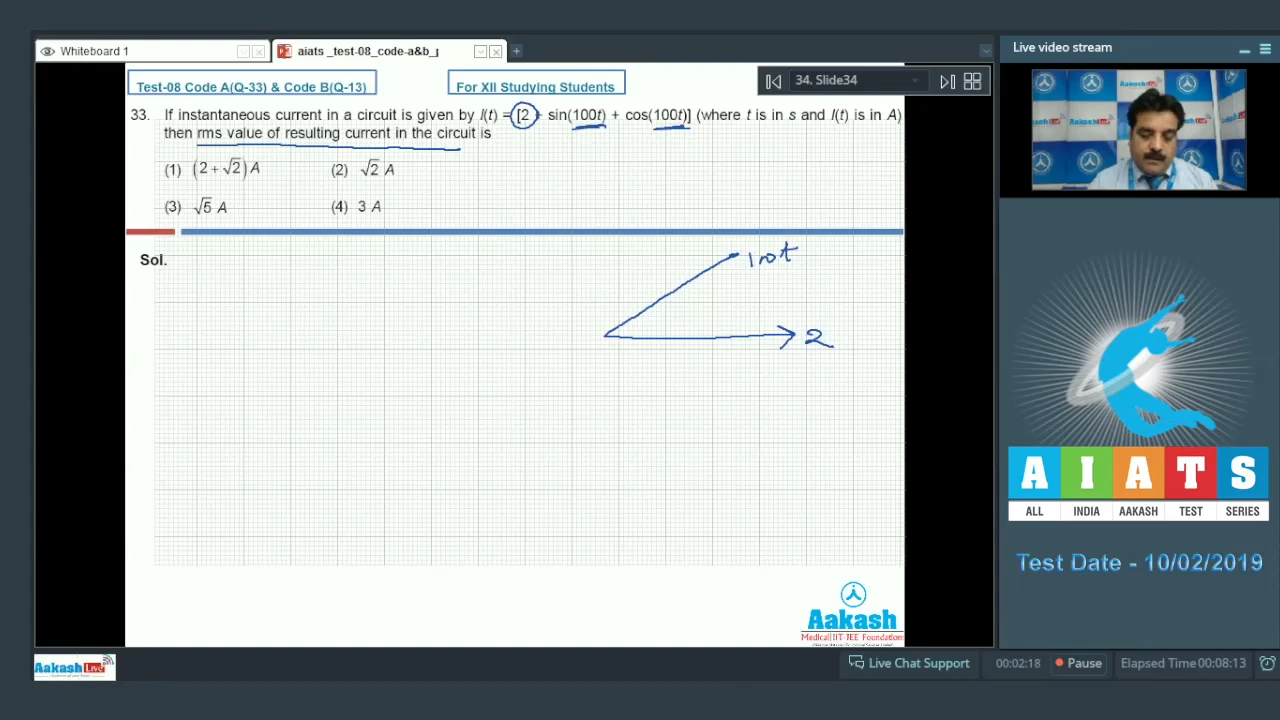 Whiteboard 1
aiats _test-08_code-a&b_
Live video stream
Test-08 Code A(Q-33) & Code B(Q-13)
For XII Studying Students
34. Slide34
33. If instantaneous current in a circuit is given by I(t) = [2 + sin(100t) + cos(100t)] (where t is in s and I(t) is in A)
then rms value of resulting current in the circuit is
(1) (2 + √2) A
(2) √2 A
(3) √5 A
(4) 3 A
Sol.
100t
2
A I A T S
ALL INDIA AAKASH TEST SERIES
Test Date - 10/02/2019
Aakash
Medical|IIT-JEE|Foundations
Aakash Live
Live Chat Support
00:02:18
Pause
Elapsed Time 00:08:13